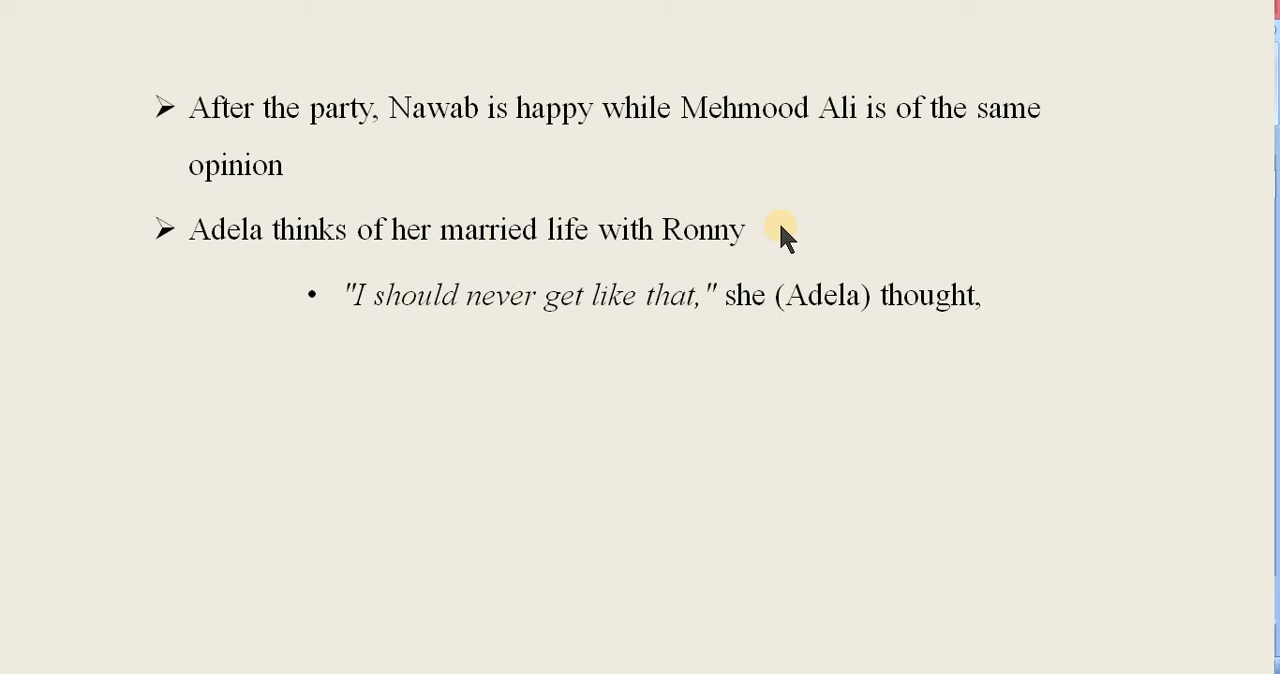 ➢ After the party, Nawab is happy while Mehmood Ali is of the same
opinion
➢ Adela thinks of her married life with Ronny
• "I should never get like that," she (Adela) thought,